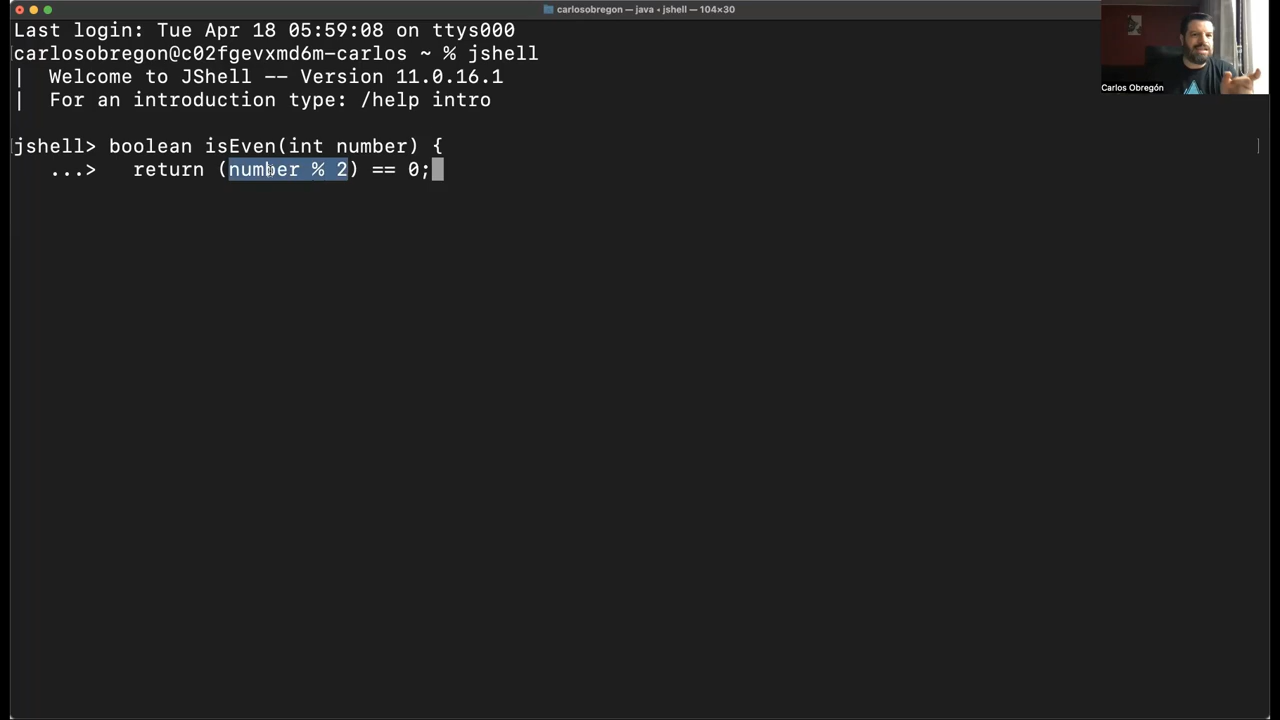 carlosobregon — java • jshell — 104×30
Last login: Tue Apr 18 05:59:08 on ttys000
carlosobregon@c02fgevxmd6m-carlos ~ % jshell
|  Welcome to JShell -- Version 11.0.16.1
|  For an introduction type: /help intro
jshell> boolean isEven(int number) {
   ...>   return (number % 2) == 0;
Carlos Obregón